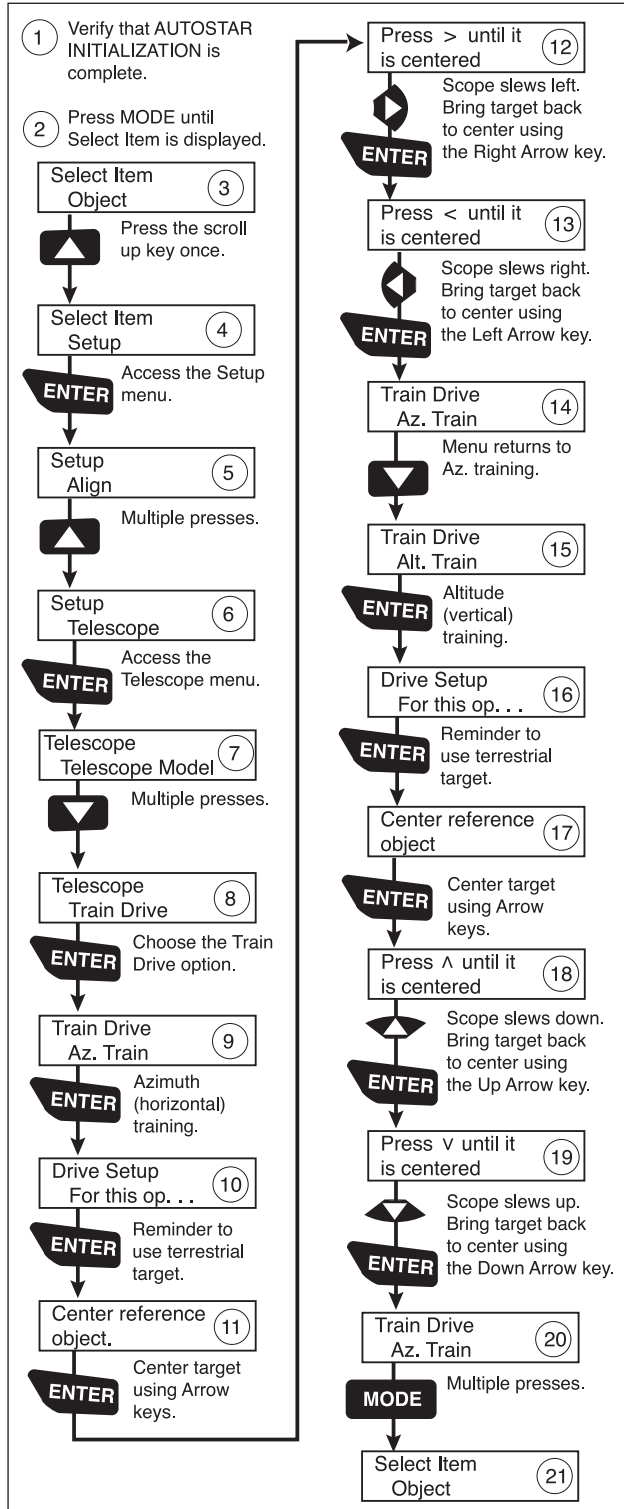 1 Verify that AUTOSTAR
INITIALIZATION is
complete.
2 Press MODE until
Select Item is displayed.
Select Item
Object
3
Press the scroll
up key once.
Select Item
Setup
4
ENTER
Access the Setup
menu.
Setup
Align
5
Multiple presses.
Setup
Telescope
6
ENTER
Access the
Telescope menu.
Telescope
Telescope Model
7
Multiple presses.
Telescope
Train Drive
8
ENTER
Choose the Train
Drive option.
Train Drive
Az. Train
9
ENTER
Azimuth
(horizontal)
training.
Drive Setup
For this op. . .
10
ENTER
Reminder to
use terrestrial
target.
Center reference
object.
11
ENTER
Center target
using Arrow
keys.
Press > until it
is centered
12
Scope slews left.
Bring target back
to center using
the Right Arrow key.
ENTER
Press < until it
is centered
13
Scope slews right.
Bring target back
to center using
the Left Arrow key.
ENTER
Train Drive
Az. Train
14
Menu returns to
Az. training.
Train Drive
Alt. Train
15
ENTER
Altitude
(vertical)
training.
Drive Setup
For this op. . .
16
ENTER
Reminder to
use terrestrial
target.
Center reference
object
17
ENTER
Center target
using Arrow
keys.
Press ∧ until it
is centered
18
Scope slews down.
Bring target back
to center using
the Up Arrow key.
ENTER
Press ∨ until it
is centered
19
Scope slews up.
Bring target back
to center using
the Down Arrow key.
ENTER
Train Drive
Az. Train
20
MODE
Multiple presses.
Select Item
Object
21